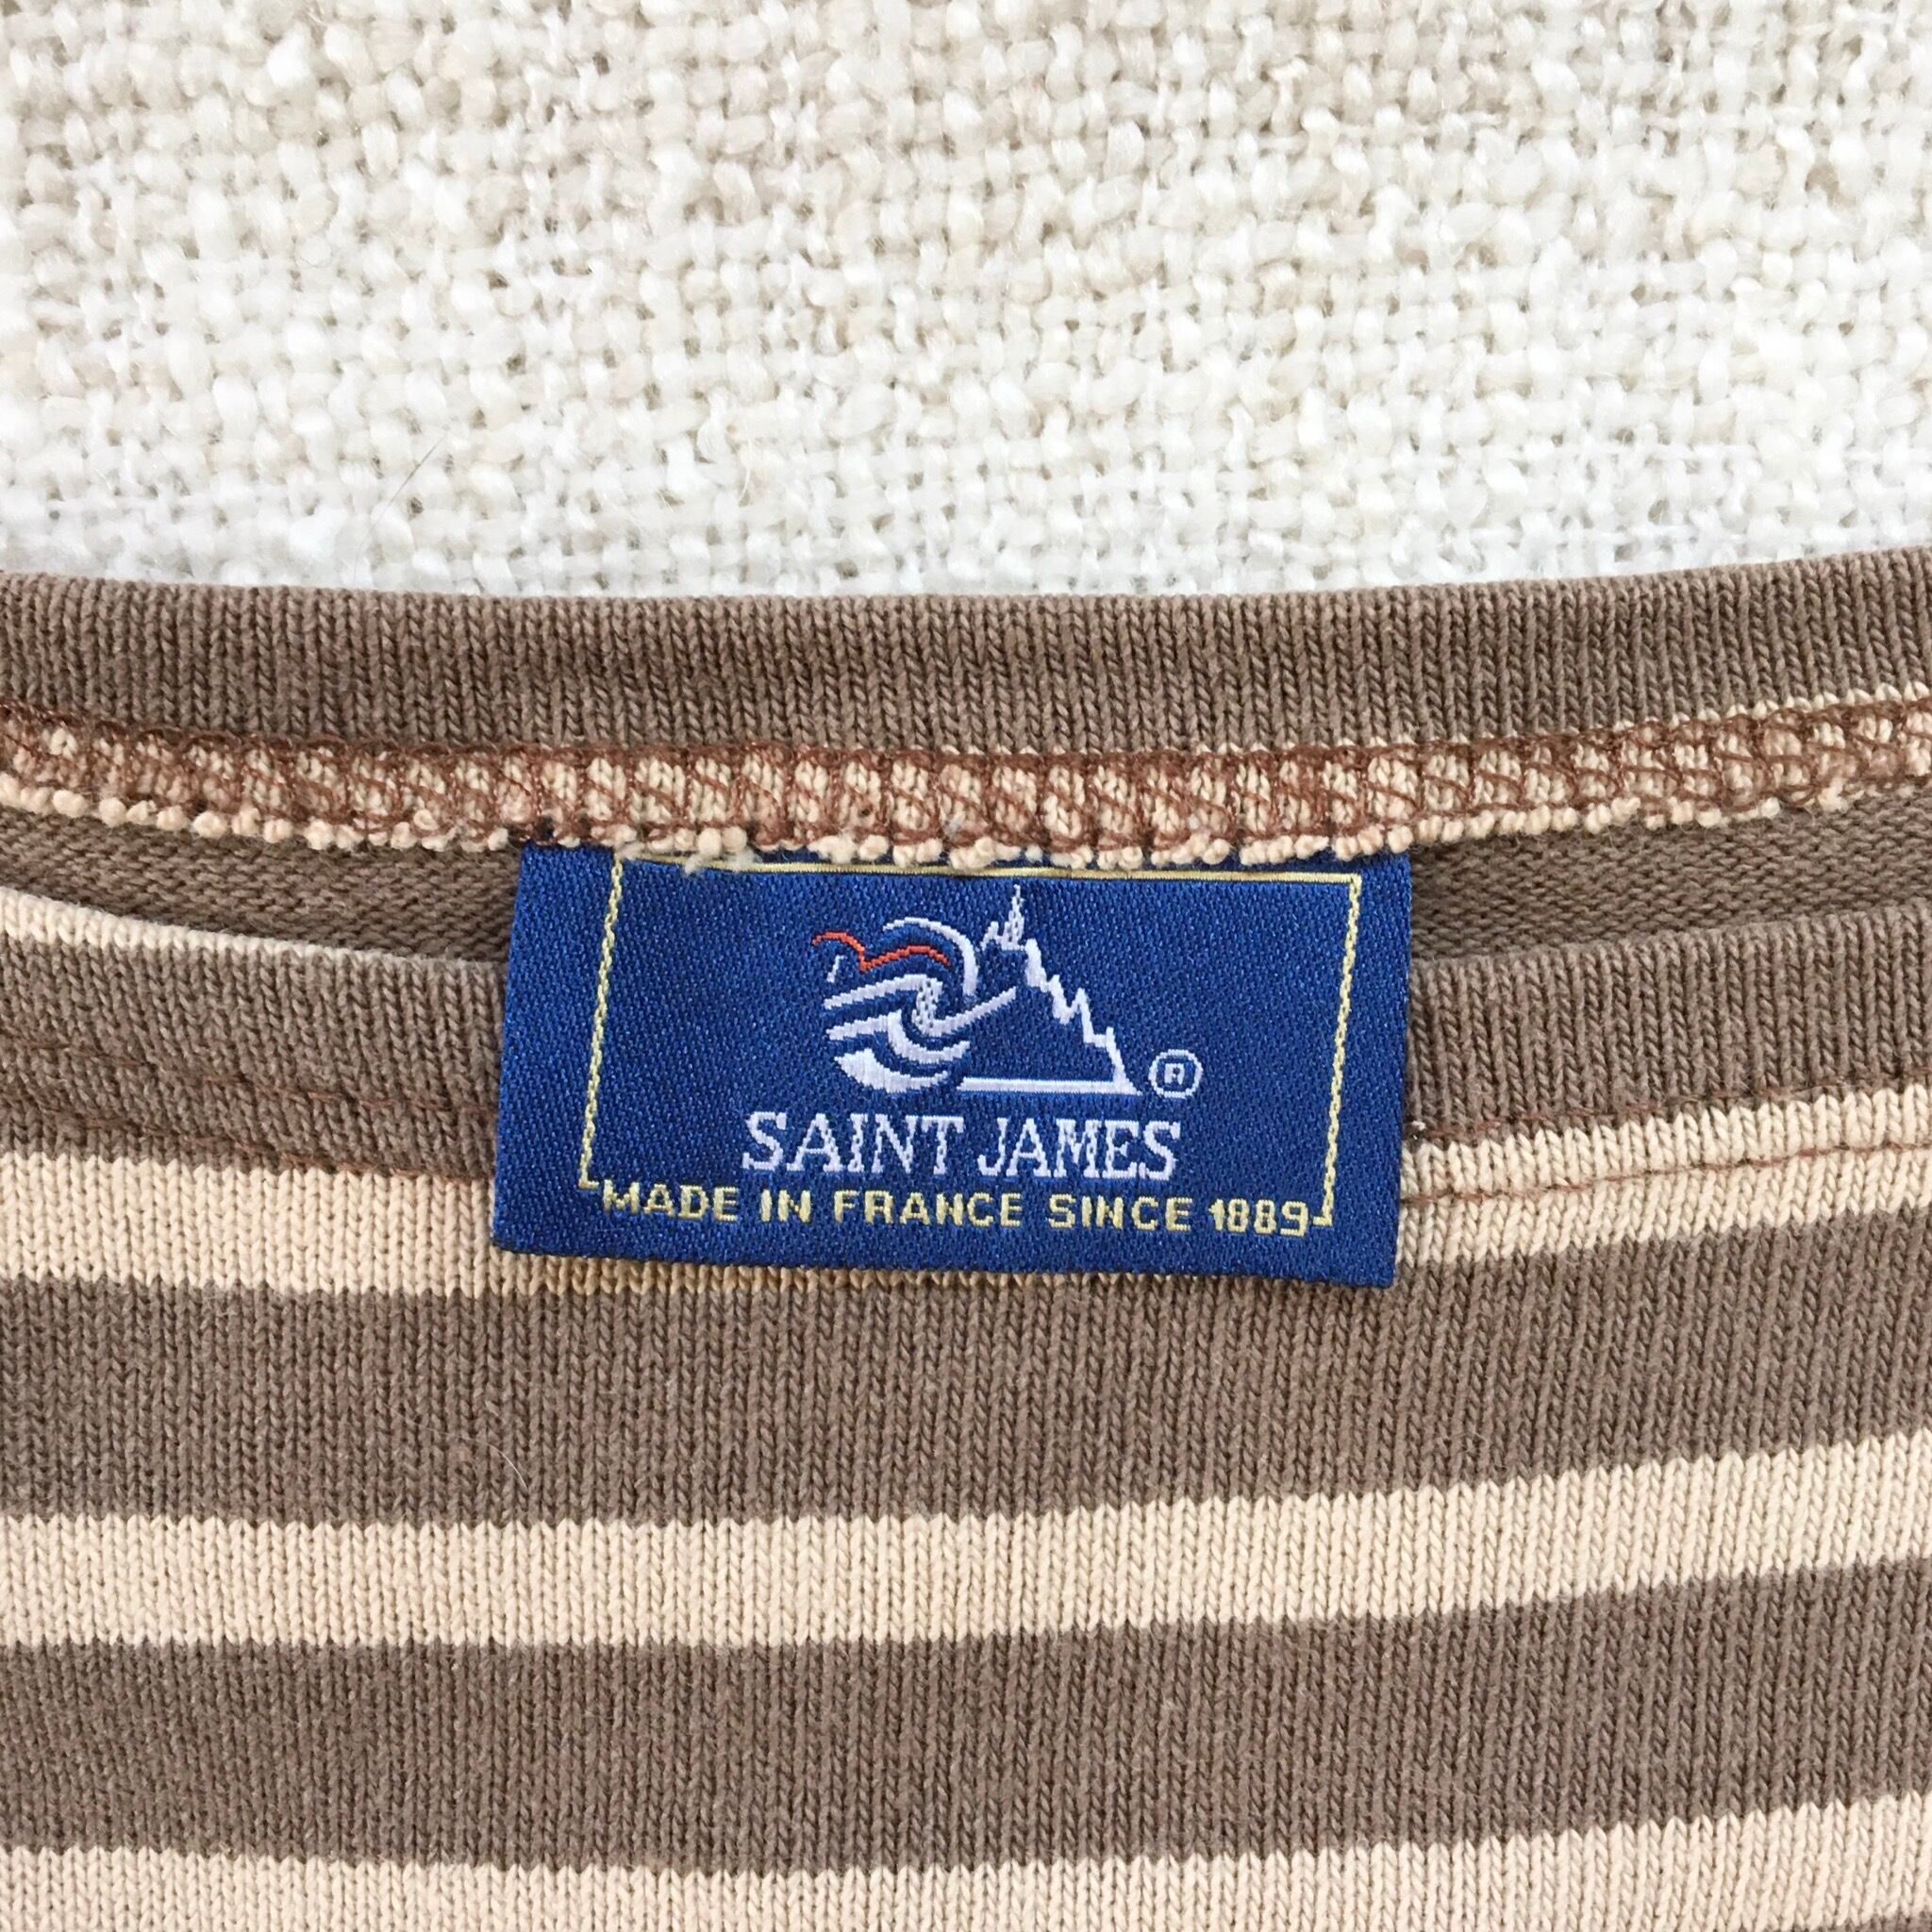 ®
SAINT JAMES
MADE IN FRANCE SINCE 1889